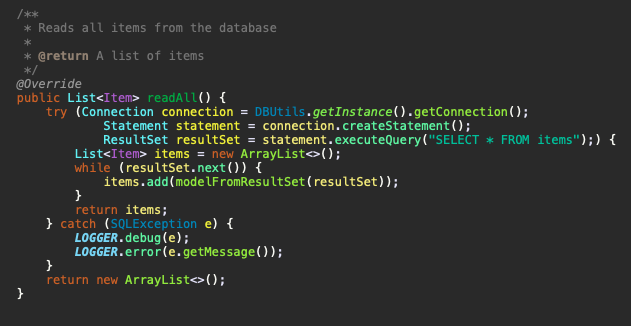 /**
 * Reads all items from the database
 *
 * @return A list of items
 */
@Override
public List<Item> readAll() {
    try (Connection connection = DBUtils.getInstance().getConnection();
            Statement statement = connection.createStatement();
            ResultSet resultSet = statement.executeQuery("SELECT * FROM items");) {
        List<Item> items = new ArrayList<>();
        while (resultSet.next()) {
            items.add(modelFromResultSet(resultSet));
        }
        return items;
    } catch (SQLException e) {
        LOGGER.debug(e);
        LOGGER.error(e.getMessage());
    }
    return new ArrayList<>();
}